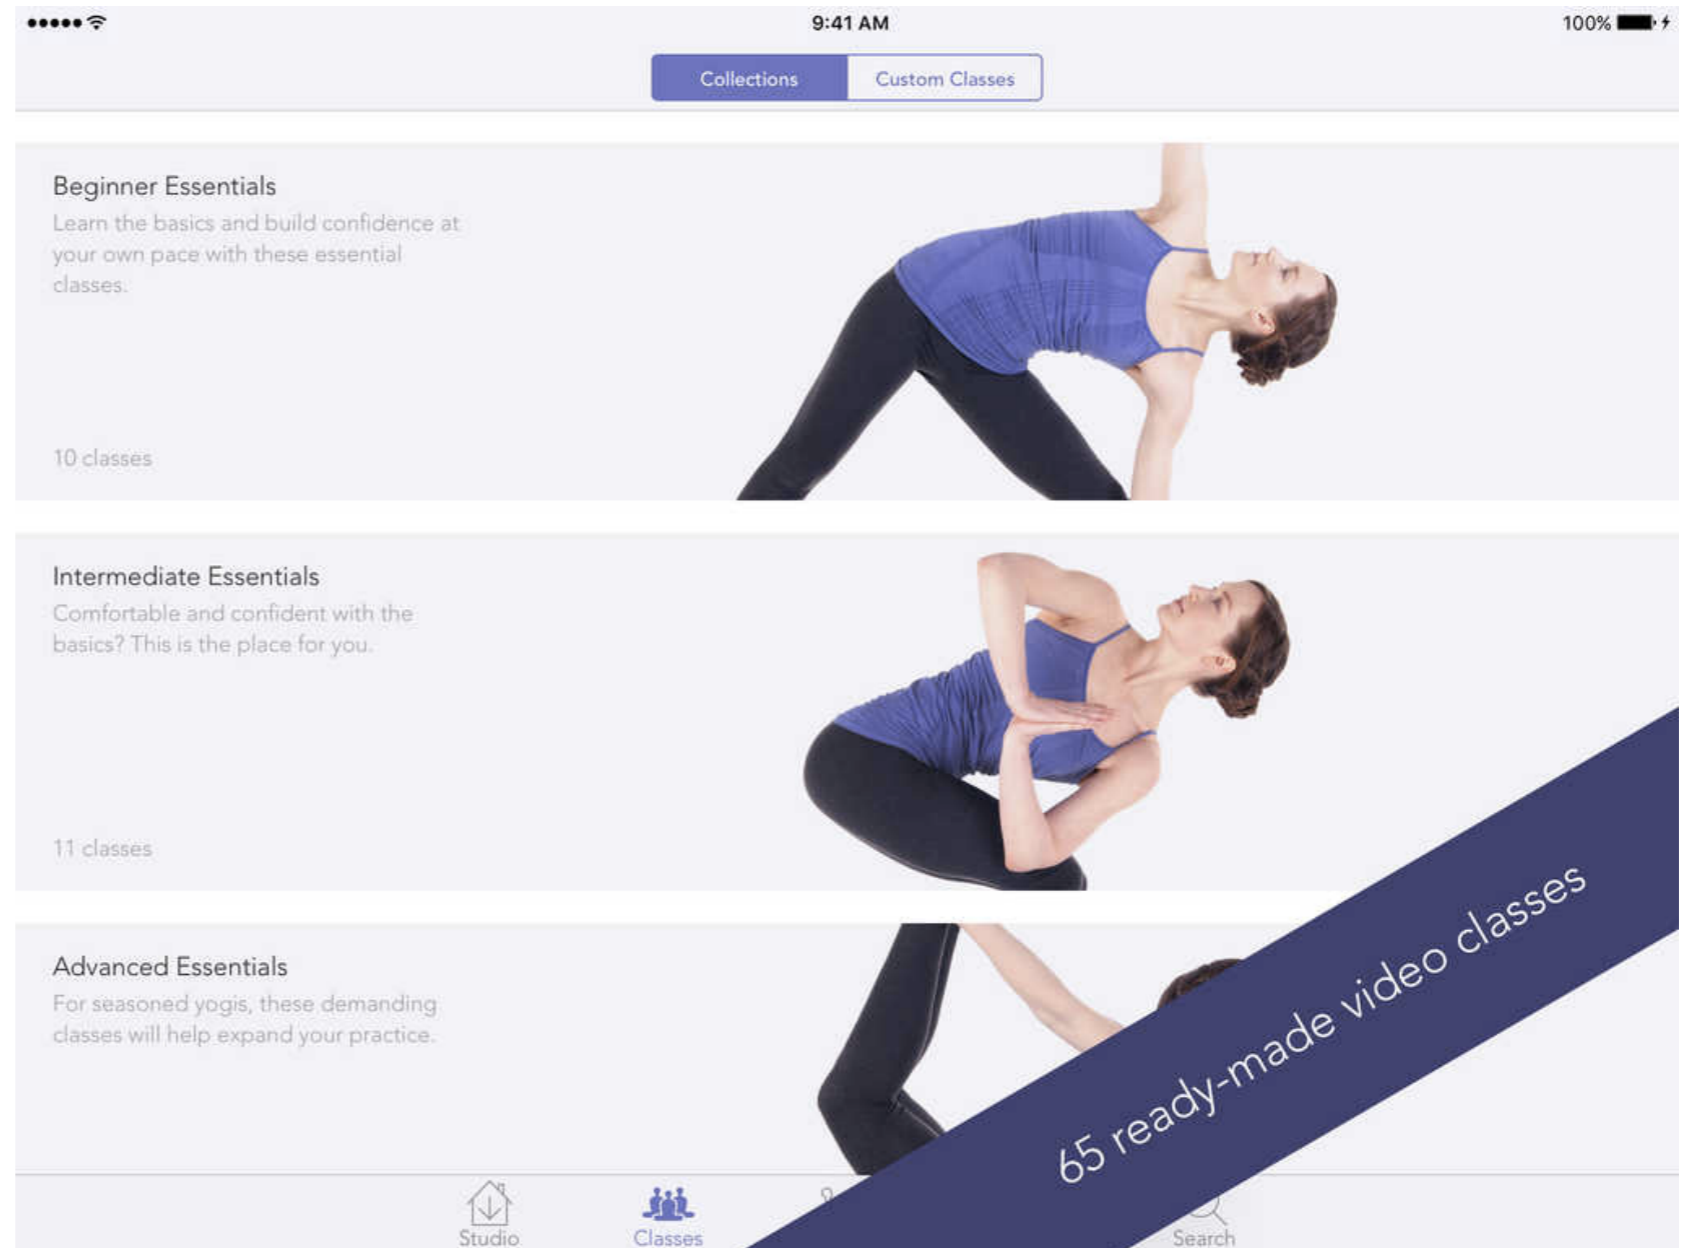 9:41 AM
100%
Collections
Custom Classes
Beginner Essentials
Learn the basics and build confidence at
your own pace with these essential
classes.
10 classes
Intermediate Essentials
Comfortable and confident with the
basics? This is the place for you.
11 classes
Advanced Essentials
For seasoned yogis, these demanding
classes will help expand your practice.
65 ready-made video classes
Studio
Classes
Search